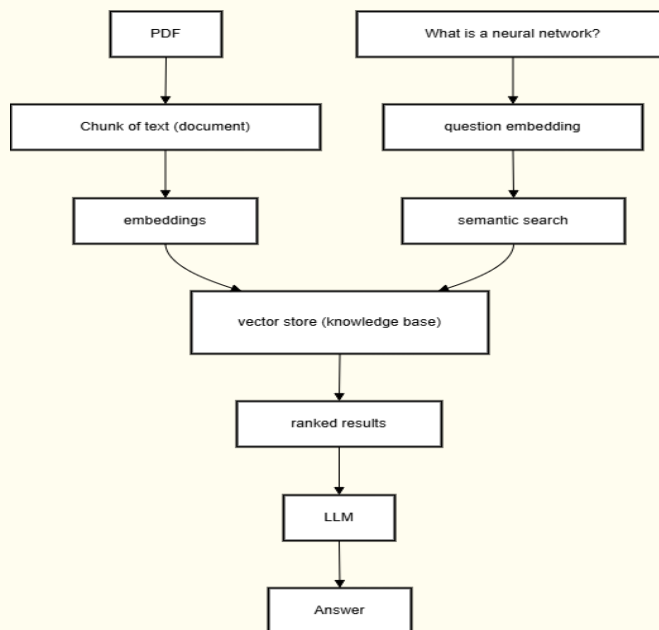 PDF
What is a neural network?
Chunk of text (document)
question embedding
embeddings
semantic search
vector store (knowledge base)
ranked results
LLM
Answer